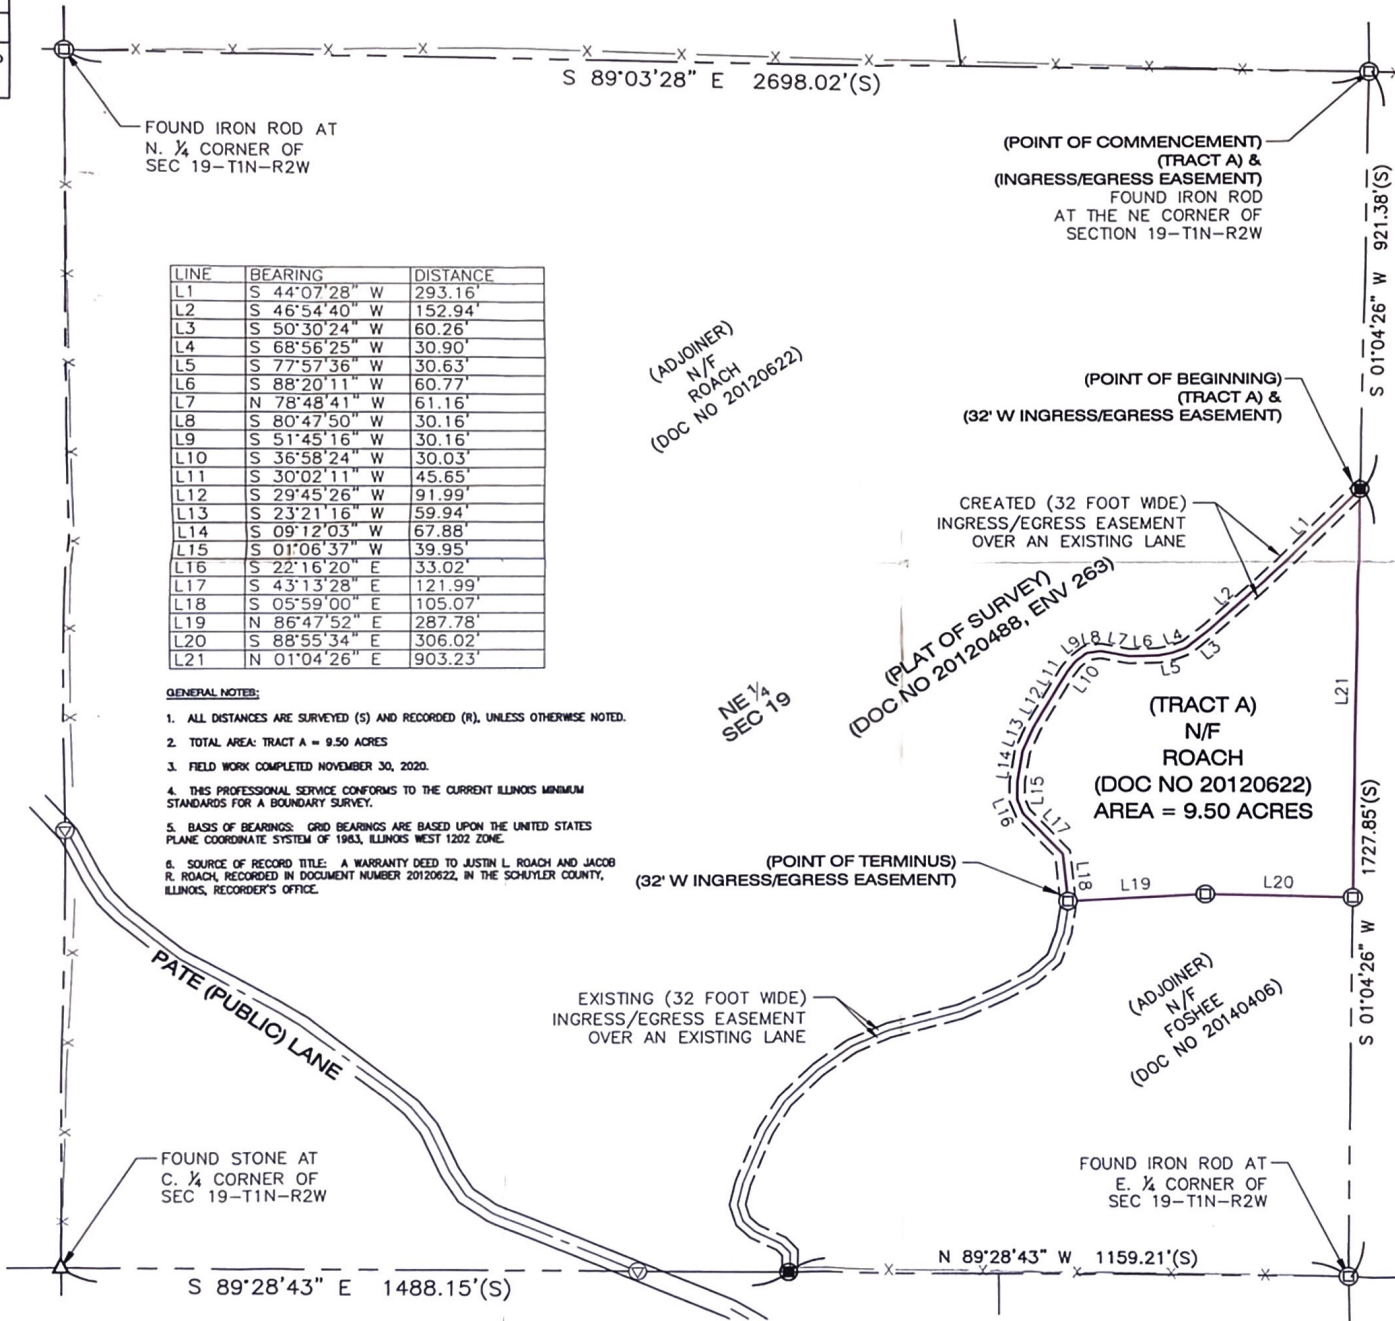 S 89°03'28" E 2698.02'(S)
FOUND IRON ROD AT
N. ¼ CORNER OF
SEC 19-T1N-R2W
(POINT OF COMMENCEMENT)
(TRACT A) &
(INGRESS/EGRESS EASEMENT)
FOUND IRON ROD
AT THE NE CORNER OF
SECTION 19-T1N-R2W
S 01°04'26" W 921.38'(S)
LINE BEARING DISTANCE
L1 S 44°07'28" W 293.16'
L2 S 46°54'40" W 152.94'
L3 S 50°30'24" W 60.26'
L4 S 68°56'25" W 30.90'
L5 S 77°57'36" W 30.63'
L6 S 88°20'11" W 60.77'
L7 N 78°48'41" W 61.16'
L8 S 80°47'50" W 30.16'
L9 S 51°45'16" W 30.16'
L10 S 36°58'24" W 30.03'
L11 S 30°02'11" W 45.65'
L12 S 29°45'26" W 91.99'
L13 S 23°21'16" W 59.94'
L14 S 09°12'03" W 67.88'
L15 S 01°06'37" W 39.95'
L16 S 22°16'20" E 33.02'
L17 S 43°13'28" E 121.99'
L18 S 05°59'00" E 105.07'
L19 N 86°47'52" E 287.78'
L20 S 88°55'34" E 306.02'
L21 N 01°04'26" E 903.23'
(ADJOINER)
N/F
ROACH
(DOC NO 20120622)
(POINT OF BEGINNING)
(TRACT A) &
(32' W INGRESS/EGRESS EASEMENT)
CREATED (32 FOOT WIDE)
INGRESS/EGRESS EASEMENT
OVER AN EXISTING LANE
L1
L2
L3
L4
L5
L6
L7
L8
L9
L10
L11
L12
L13
L14
L15
L16
L17
L18
L19
L20
L21
(PLAT OF SURVEY)
(DOC NO 20120488, ENV 263)
NE ¼
SEC 19
(TRACT A)
N/F
ROACH
(DOC NO 20120622)
AREA = 9.50 ACRES
GENERAL NOTES:
1. ALL DISTANCES ARE SURVEYED (S) AND RECORDED (R), UNLESS OTHERWISE NOTED.
2. TOTAL AREA: TRACT A = 9.50 ACRES
3. FIELD WORK COMPLETED NOVEMBER 30, 2020.
4. THIS PROFESSIONAL SERVICE CONFORMS TO THE CURRENT ILLINOIS MINIMUM
STANDARDS FOR A BOUNDARY SURVEY.
5. BASIS OF BEARINGS: GRID BEARINGS ARE BASED UPON THE UNITED STATES
PLANE COORDINATE SYSTEM OF 1983, ILLINOIS WEST 1202 ZONE.
6. SOURCE OF RECORD TITLE: A WARRANTY DEED TO JUSTIN L. ROACH AND JACOB
R. ROACH, RECORDED IN DOCUMENT NUMBER 20120622, IN THE SCHUYLER COUNTY,
ILLINOIS, RECORDER'S OFFICE.
(POINT OF TERMINUS)
(32' W INGRESS/EGRESS EASEMENT)
S 01°04'26" W 1727.85'(S)
PATE (PUBLIC) LANE
EXISTING (32 FOOT WIDE)
INGRESS/EGRESS EASEMENT
OVER AN EXISTING LANE
(ADJOINER)
N/F
FOSHEE
(DOC NO 20140406)
FOUND STONE AT
C. ¼ CORNER OF
SEC 19-T1N-R2W
FOUND IRON ROD AT
E. ¼ CORNER OF
SEC 19-T1N-R2W
N 89°28'43" W 1159.21'(S)
S 89°28'43" E 1488.15'(S)